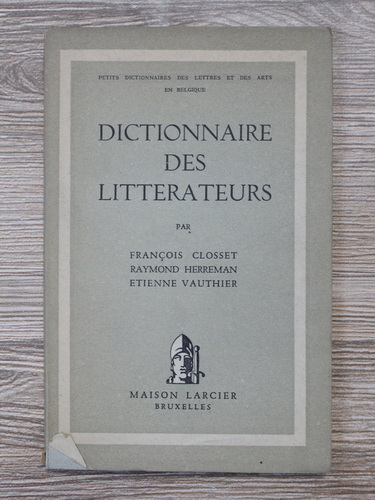 PETITS DICTIONNAIRES DES LETTRES ET DES ARTS
EN BELGIQUE
DICTIONNAIRE
DES
LITTERATEURS
PAR
FRANÇOIS CLOSSET
RAYMOND HERREMAN
ETIENNE VAUTHIER
MAISON LARCIER
BRUXELLES